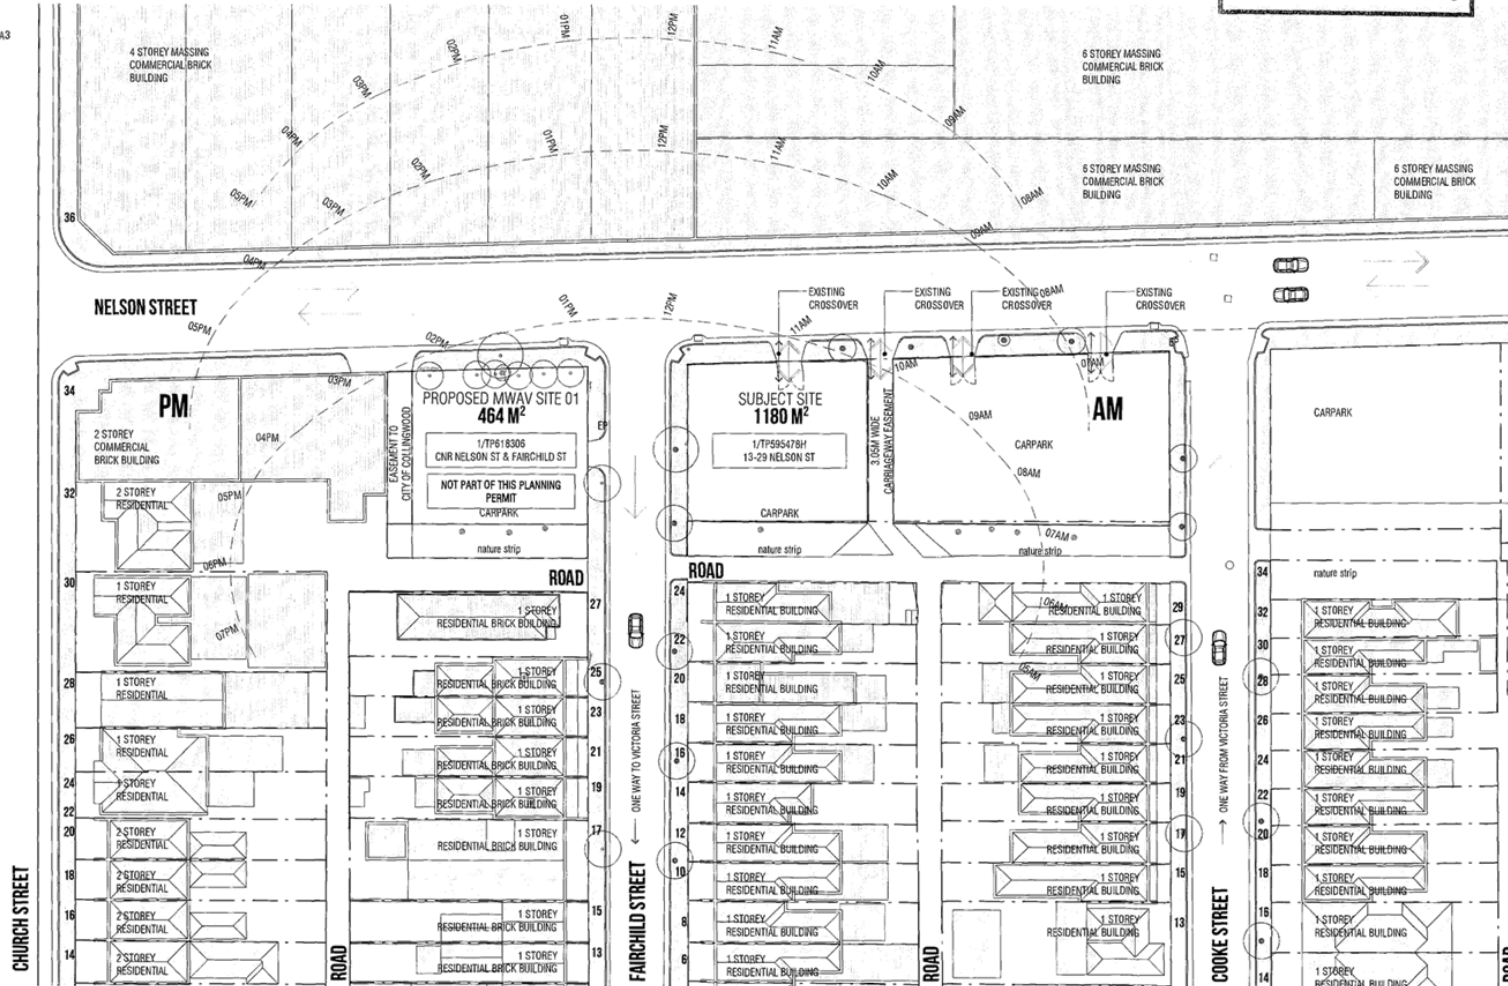 A3
4 STOREY MASSING
COMMERCIAL BRICK
BUILDING
6 STOREY MASSING
COMMERCIAL BRICK
BUILDING
6 STOREY MASSING
COMMERCIAL BRICK
BUILDING
6 STOREY MASSING
COMMERCIAL BRICK
BUILDING
05PM
04PM
03PM
02PM
01PM
12PM
11AM
10AM
09AM
08AM
05PM
04PM
03PM
02PM
01PM
12PM
11AM
10AM
09AM
08AM
07AM
36
NELSON STREET
EXISTING
CROSSOVER
EXISTING
CROSSOVER
EXISTING
CROSSOVER
EXISTING
CROSSOVER
07PM
06PM
05PM
04PM
03PM
02PM
01PM
12PM
11AM
10AM
09AM
08AM
07AM
06AM
05AM
34
PM
2 STOREY
COMMERCIAL
BRICK BUILDING
EASEMENT TO
CITY OF COLLINGWOOD
PROPOSED MWAV SITE 01
464 M²
1/TP618306
CNR NELSON ST & FAIRCHILD ST
NOT PART OF THIS PLANNING
PERMIT
CARPARK
nature strip
EP
SUBJECT SITE
1180 M²
1/TP595478H
13-29 NELSON ST
CARPARK
nature strip
3.05M WIDE
CARRIAGEWAY EASEMENT
AM
CARPARK
nature strip
CARPARK
nature strip
ROAD
ROAD
32
2 STOREY
RESIDENTIAL
30
1 STOREY
RESIDENTIAL
28
1 STOREY
RESIDENTIAL
26
1 STOREY
RESIDENTIAL
24
1 STOREY
RESIDENTIAL
22
20
2 STOREY
RESIDENTIAL
18
2 STOREY
RESIDENTIAL
16
2 STOREY
RESIDENTIAL
14
2 STOREY
RESIDENTIAL
CHURCH STREET
ROAD
27
1 STOREY
RESIDENTIAL BRICK BUILDING
25
1 STOREY
RESIDENTIAL BRICK BUILDING
23
1 STOREY
RESIDENTIAL BRICK BUILDING
21
1 STOREY
RESIDENTIAL BRICK BUILDING
19
1 STOREY
RESIDENTIAL BRICK BUILDING
17
1 STOREY
RESIDENTIAL BRICK BUILDING
15
1 STOREY
RESIDENTIAL BRICK BUILDING
13
1 STOREY
RESIDENTIAL BRICK BUILDING
ONE WAY TO VICTORIA STREET
FAIRCHILD STREET
24
1 STOREY
RESIDENTIAL BUILDING
22
1 STOREY
RESIDENTIAL BUILDING
20
1 STOREY
RESIDENTIAL BUILDING
18
1 STOREY
RESIDENTIAL BUILDING
16
1 STOREY
RESIDENTIAL BUILDING
14
1 STOREY
RESIDENTIAL BUILDING
12
1 STOREY
RESIDENTIAL BUILDING
10
1 STOREY
RESIDENTIAL BUILDING
8
1 STOREY
RESIDENTIAL BUILDING
6
1 STOREY
RESIDENTIAL BUILDING
ROAD
29
1 STOREY
RESIDENTIAL BUILDING
27
1 STOREY
RESIDENTIAL BUILDING
25
1 STOREY
RESIDENTIAL BUILDING
23
1 STOREY
RESIDENTIAL BUILDING
21
1 STOREY
RESIDENTIAL BUILDING
19
1 STOREY
RESIDENTIAL BUILDING
17
1 STOREY
RESIDENTIAL BUILDING
15
1 STOREY
RESIDENTIAL BUILDING
13
1 STOREY
RESIDENTIAL BUILDING
ONE WAY FROM VICTORIA STREET
COOKE STREET
34
32
1 STOREY
RESIDENTIAL BUILDING
30
1 STOREY
RESIDENTIAL BUILDING
28
1 STOREY
RESIDENTIAL BUILDING
26
1 STOREY
RESIDENTIAL BUILDING
24
1 STOREY
RESIDENTIAL BUILDING
22
1 STOREY
RESIDENTIAL BUILDING
20
1 STOREY
RESIDENTIAL BUILDING
18
1 STOREY
RESIDENTIAL BUILDING
16
1 STOREY
RESIDENTIAL BUILDING
14
1 STOREY
RESIDENTIAL BUILDING